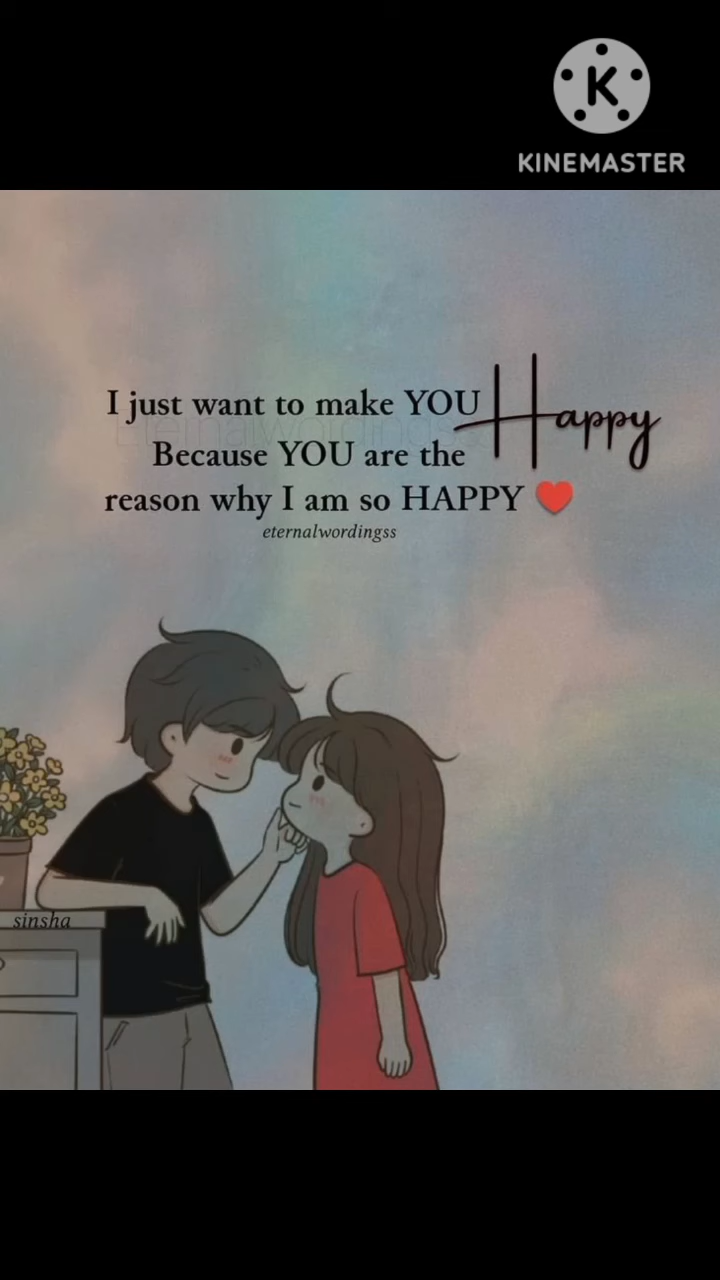 KINEMASTER
I just want to make YOU Happy
Because YOU are the
reason why I am so HAPPY ❤️
eternalwordingss
sinsha